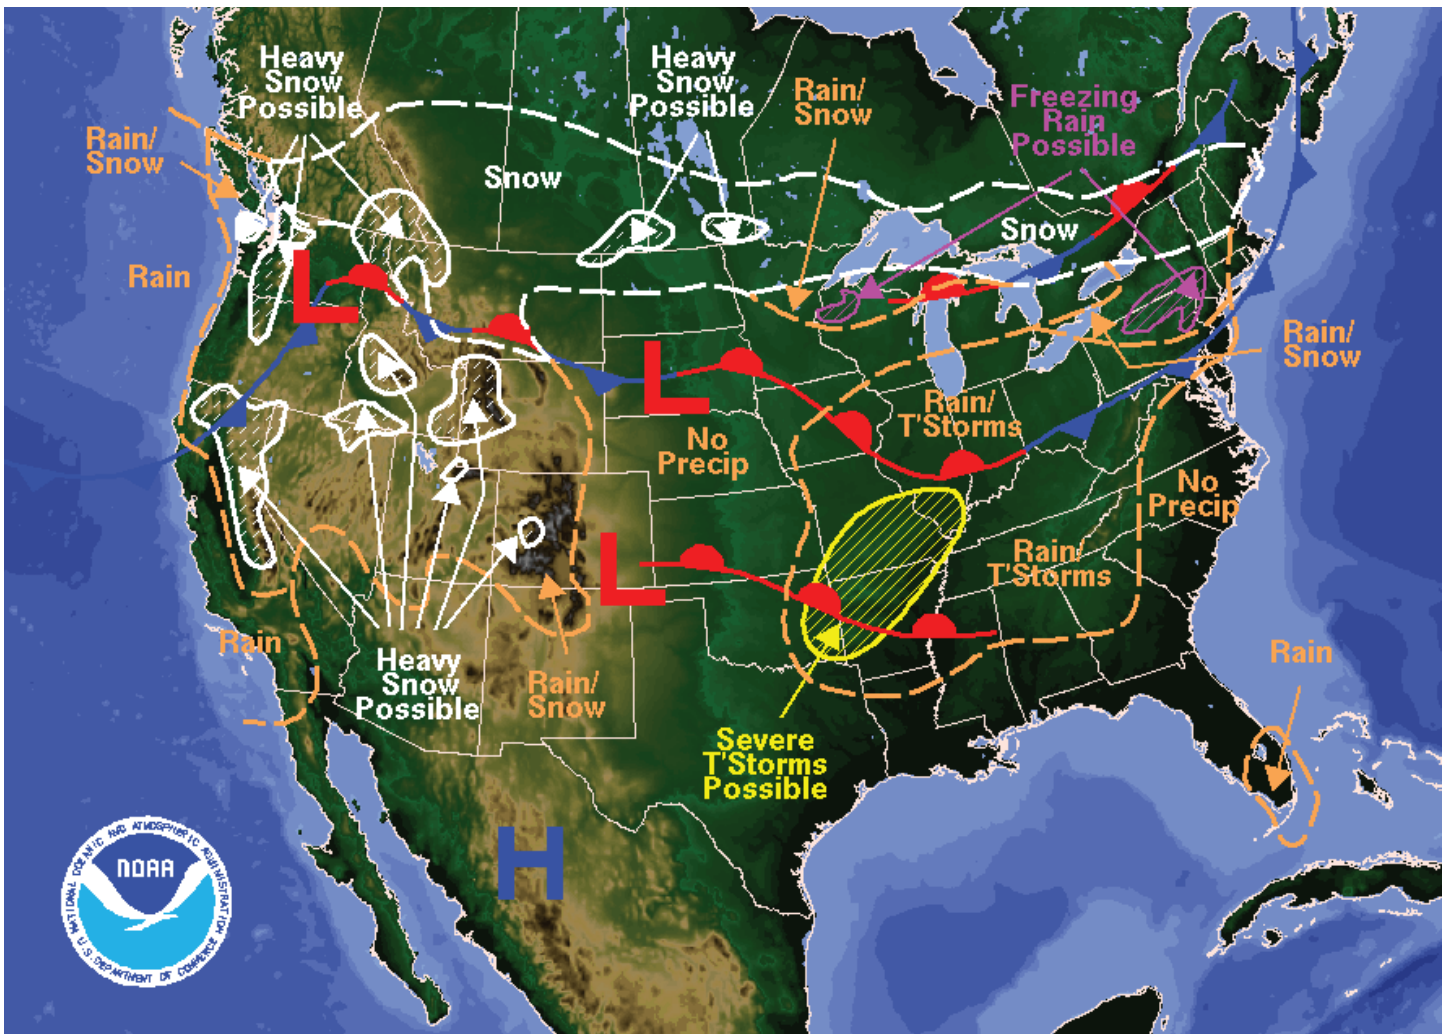 Heavy
Snow
Possible
Heavy
Snow
Possible
Rain/
Snow
Freezing
Rain
Possible
Rain/
Snow
Snow
Snow
Rain
L
Rain/
Snow
L
Rain/
T'Storms
No
Precip
No
Precip
L
Rain/
T'Storms
Rain
Heavy
Snow
Possible
Rain/
Snow
Rain
Severe
T'Storms
Possible
H
NATIONAL OCEANIC AND ATMOSPHERIC ADMINISTRATION
NOAA
U.S. DEPARTMENT OF COMMERCE